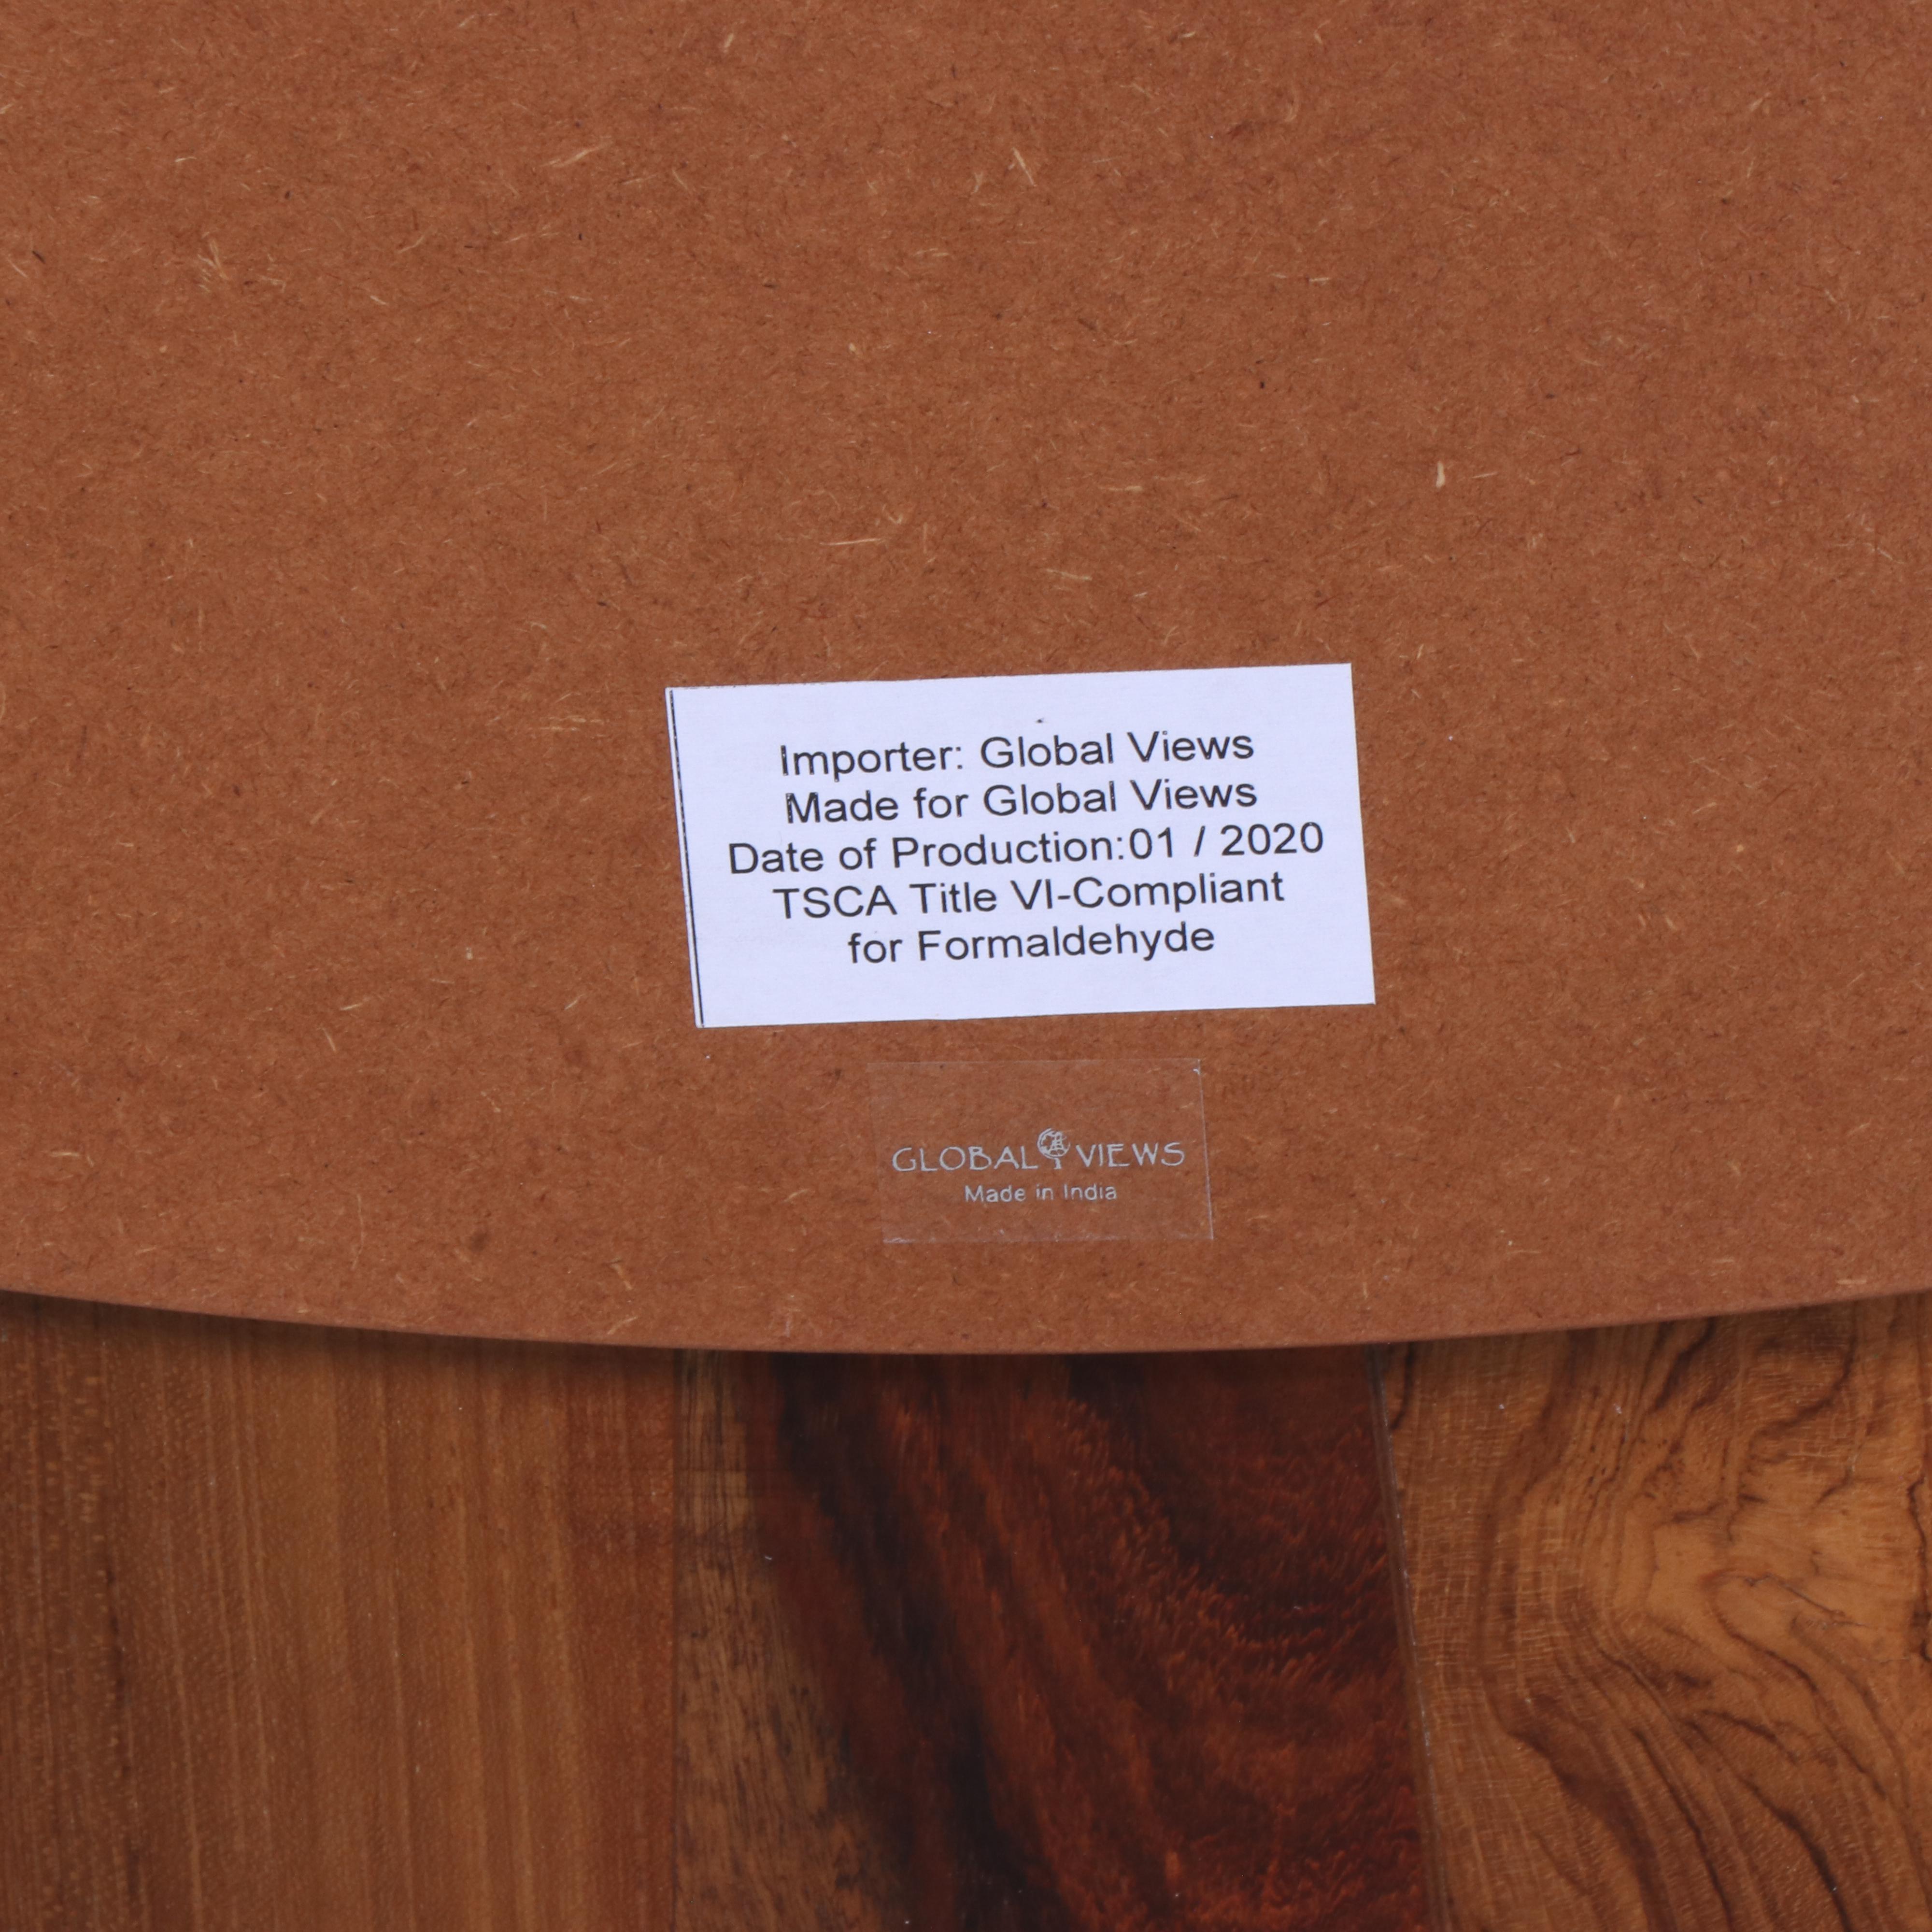 Importer: Global Views
Made for Global Views
Date of Production:01 / 2020
TSCA Title VI-Compliant
for Formaldehyde
GLOBAL VIEWS
Made in India